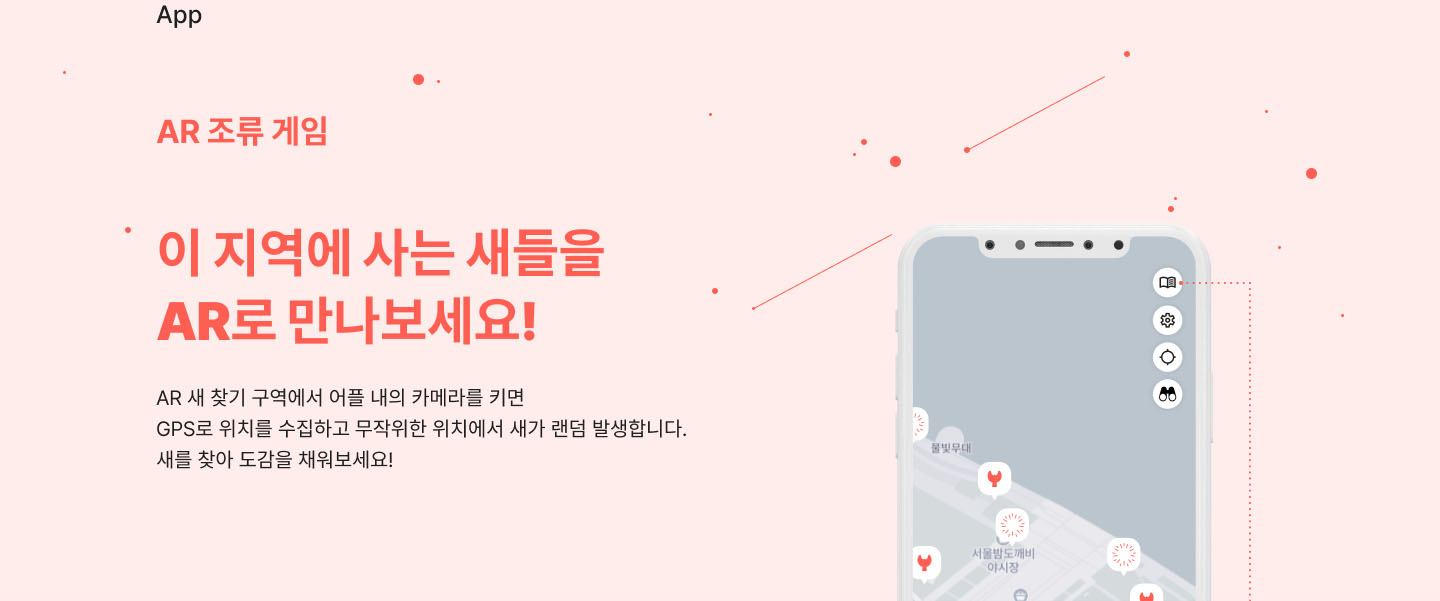 App
AR 조류 게임
이 지역에 사는 새들을
AR로 만나보세요!
AR 새 찾기 구역에서 어플 내의 카메라를 키면
GPS로 위치를 수집하고 무작위한 위치에서 새가 랜덤 발생합니다.
새를 찾아 도감을 채워보세요!
물빛무대
서울밤도깨비
야시장